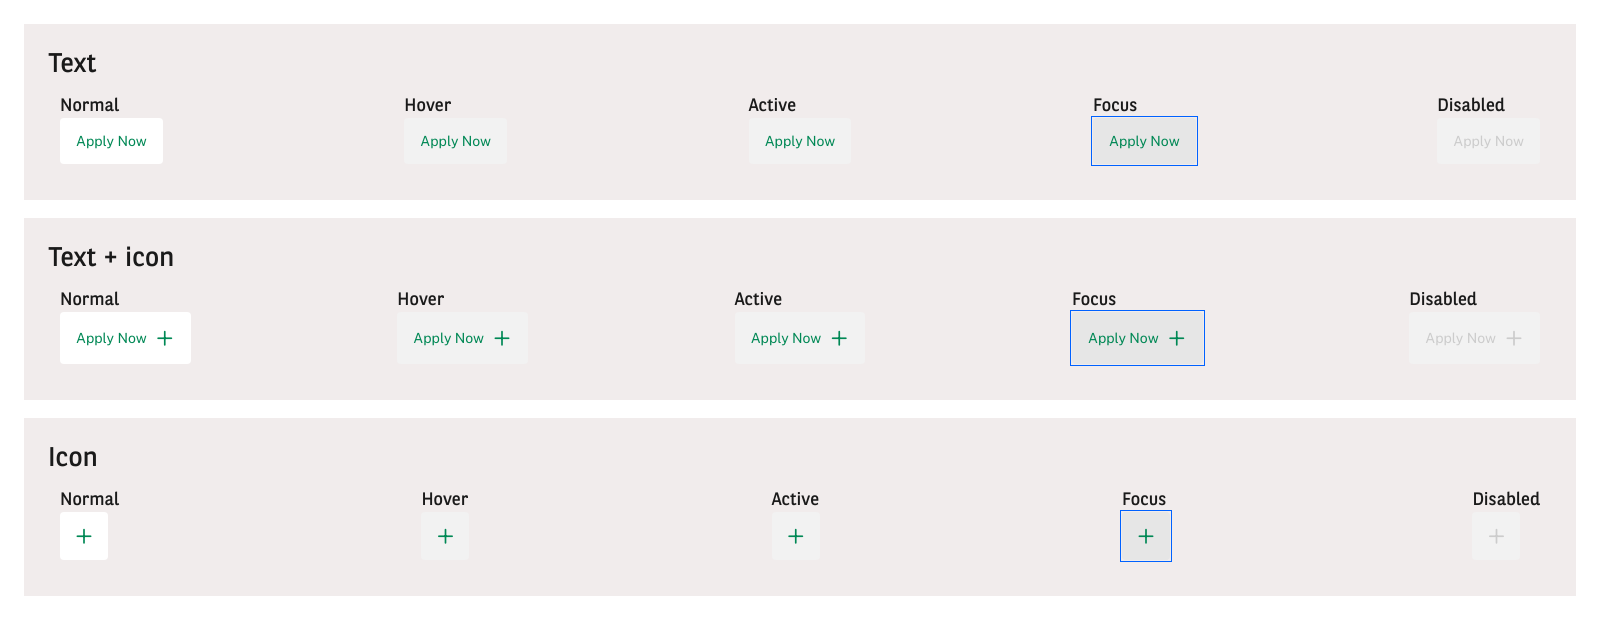 Text
Normal Hover Active Focus Disabled
Apply Now Apply Now Apply Now Apply Now Apply Now
Text + icon
Normal Hover Active Focus Disabled
Apply Now Apply Now Apply Now Apply Now Apply Now
Icon
Normal Hover Active Focus Disabled